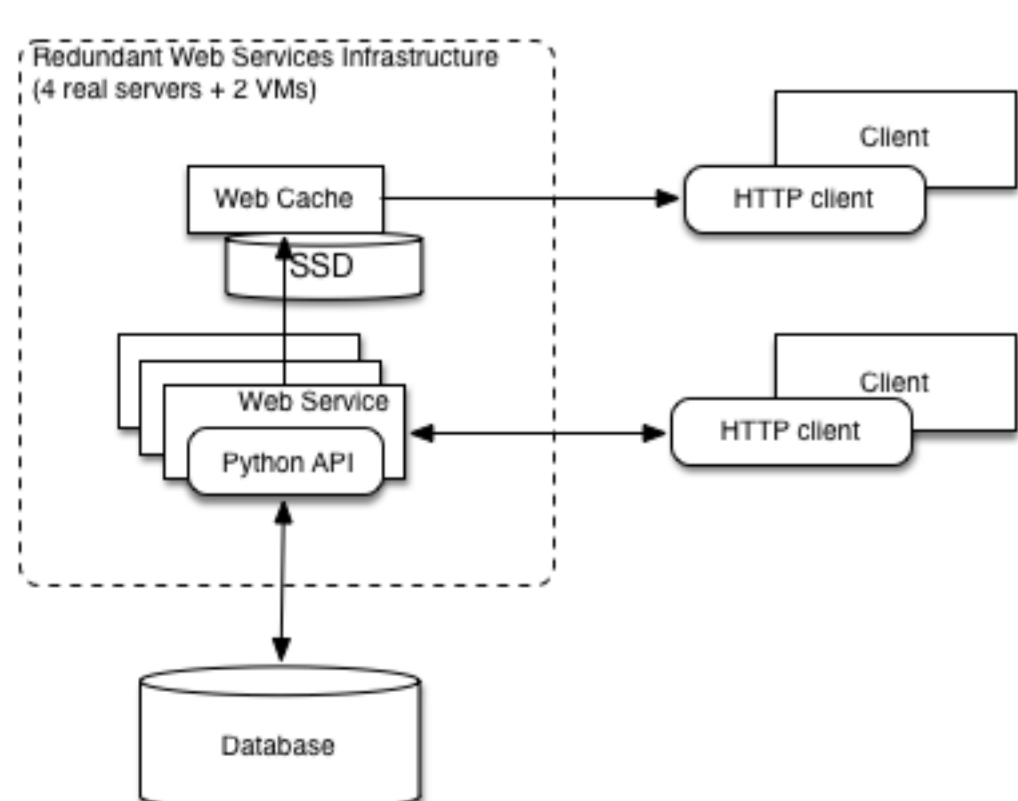 Redundant Web Services Infrastructure
(4 real servers + 2 VMs)
Client
Web Cache
HTTP client
SSD
Client
Web Service
HTTP client
Python API
Database